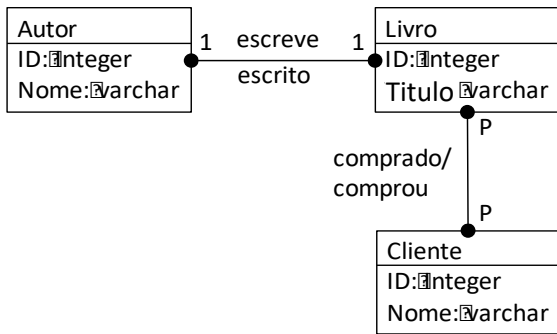 Autor
ID: Integer
Nome: varchar
1
escreve
escrito
1
Livro
ID: Integer
Titulo varchar
P
comprado/
comprou
P
Cliente
ID: Integer
Nome: varchar